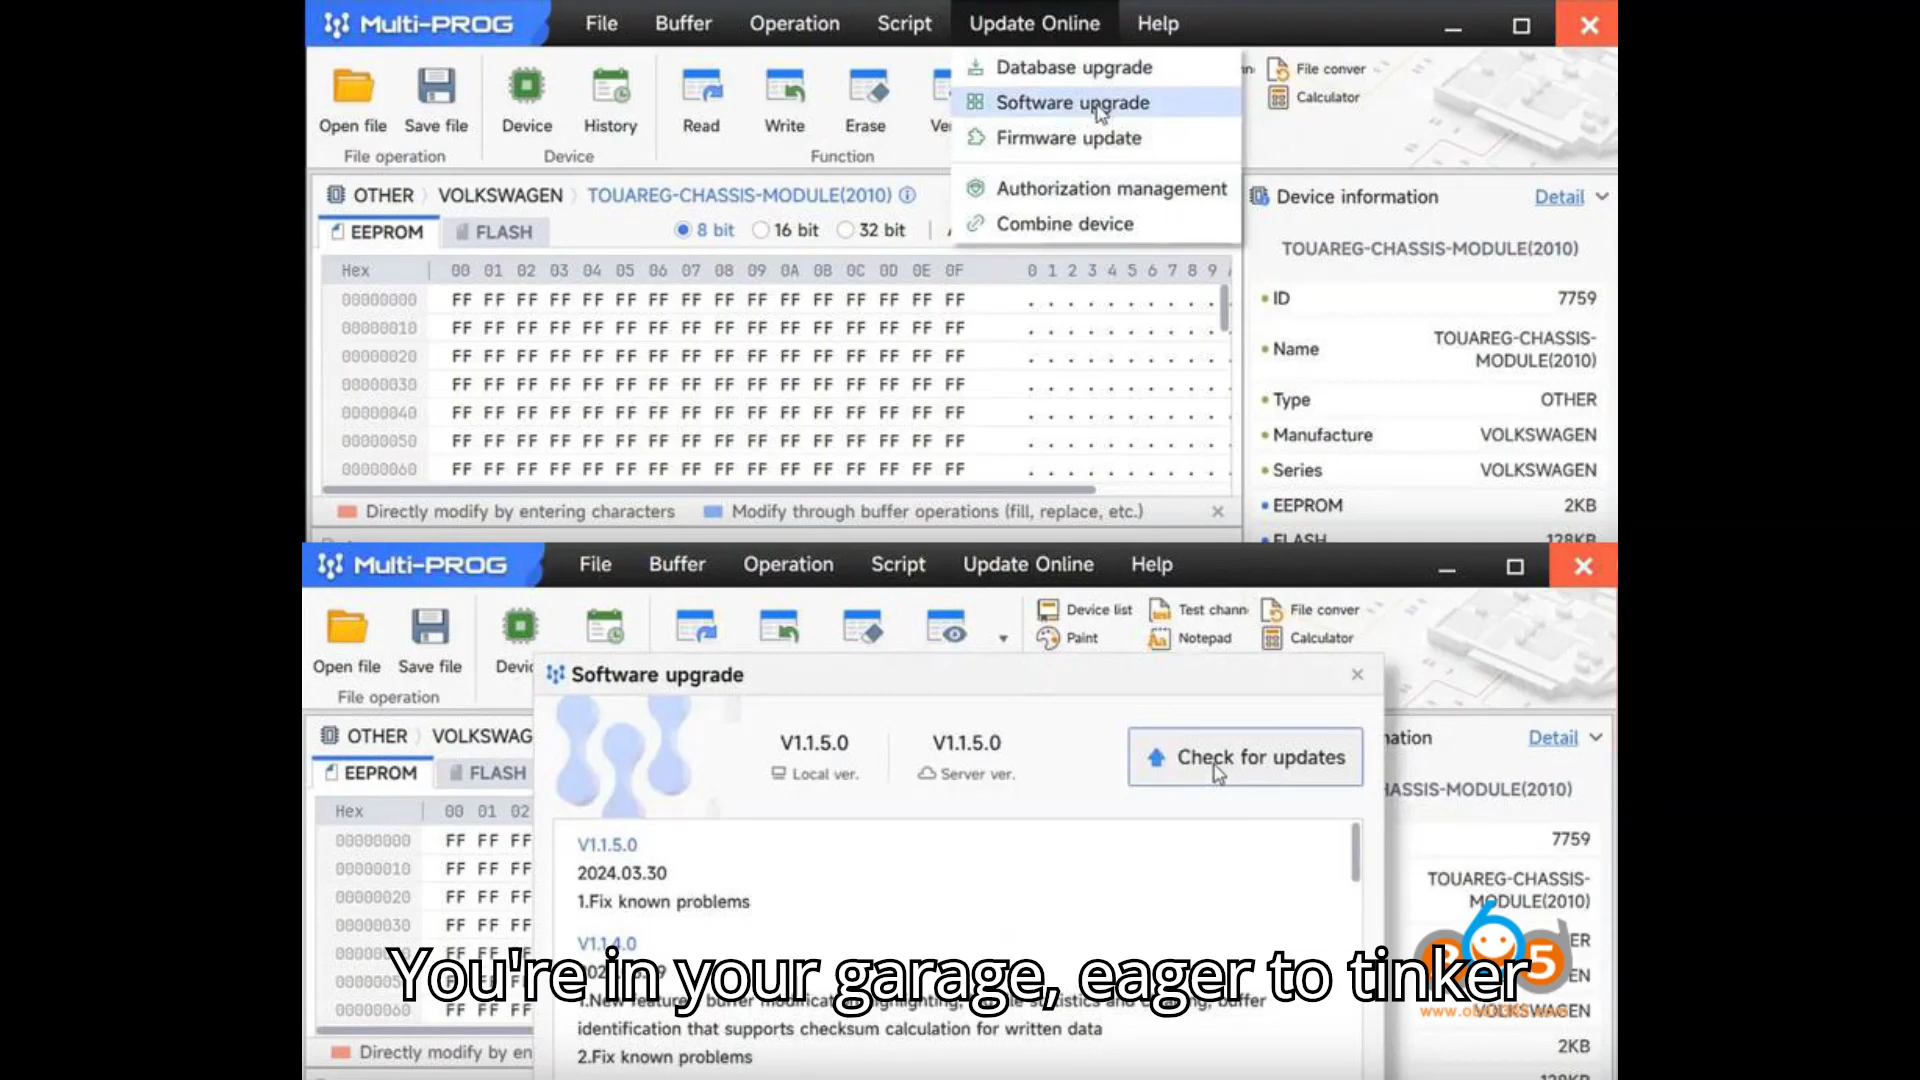 Multi-PROG File Buffer Operation Script Update Online Help
Database upgrade
Software upgrade
Firmware update
Authorization management
Combine device
File conver
Calculator
Open file Save file Device History Read Write Erase
File operation Device Function
OTHER VOLKSWAGEN TOUAREG-CHASSIS-MODULE(2010)
EEPROM FLASH 8 bit 16 bit 32 bit
Hex 00 01 02 03 04 05 06 07 08 09 0A 0B 0C 0D 0E 0F 0 1 2 3 4 5 6 7 8 9
00000000 FF FF FF FF FF FF FF FF FF FF FF FF FF FF FF FF . . . . . . . . . .
00000010 FF FF FF FF FF FF FF FF FF FF FF FF FF FF FF FF . . . . . . . . . .
00000020 FF FF FF FF FF FF FF FF FF FF FF FF FF FF FF FF . . . . . . . . . .
00000030 FF FF FF FF FF FF FF FF FF FF FF FF FF FF FF FF . . . . . . . . . .
00000040 FF FF FF FF FF FF FF FF FF FF FF FF FF FF FF FF . . . . . . . . . .
00000050 FF FF FF FF FF FF FF FF FF FF FF FF FF FF FF FF . . . . . . . . . .
00000060 FF FF FF FF FF FF FF FF FF FF FF FF FF FF FF FF . . . . . . . . . .
Directly modify by entering characters Modify through buffer operations (fill, replace, etc.)
Device information Detail
TOUAREG-CHASSIS-MODULE(2010)
ID 7759
Name TOUAREG-CHASSIS-
MODULE(2010)
Type OTHER
Manufacture VOLKSWAGEN
Series VOLKSWAGEN
EEPROM 2KB
FLASH 128KB
Multi-PROG File Buffer Operation Script Update Online Help
Device list Test chann File conver
Paint Notepad Calculator
Open file Save file
File operation
Software upgrade
V1.1.5.0 V1.1.5.0
Local ver. Server ver.
Check for updates
V1.1.5.0
2024.03.30
1.Fix known problems
V1.1.4.0
identification that supports checksum calculation for written data
2.Fix known problems
OTHER
EEPROM FLASH
Hex 00 01 02
00000000 FF FF FF
00000010 FF FF FF
00000020 FF FF FF
00000030 FF FF FF
00000060 FF FF FF
Directly modify by en
Detail
7759
TOUAREG-CHASSIS-
MODULE(2010)
2KB
128KB
You're in your garage, eager to tinker